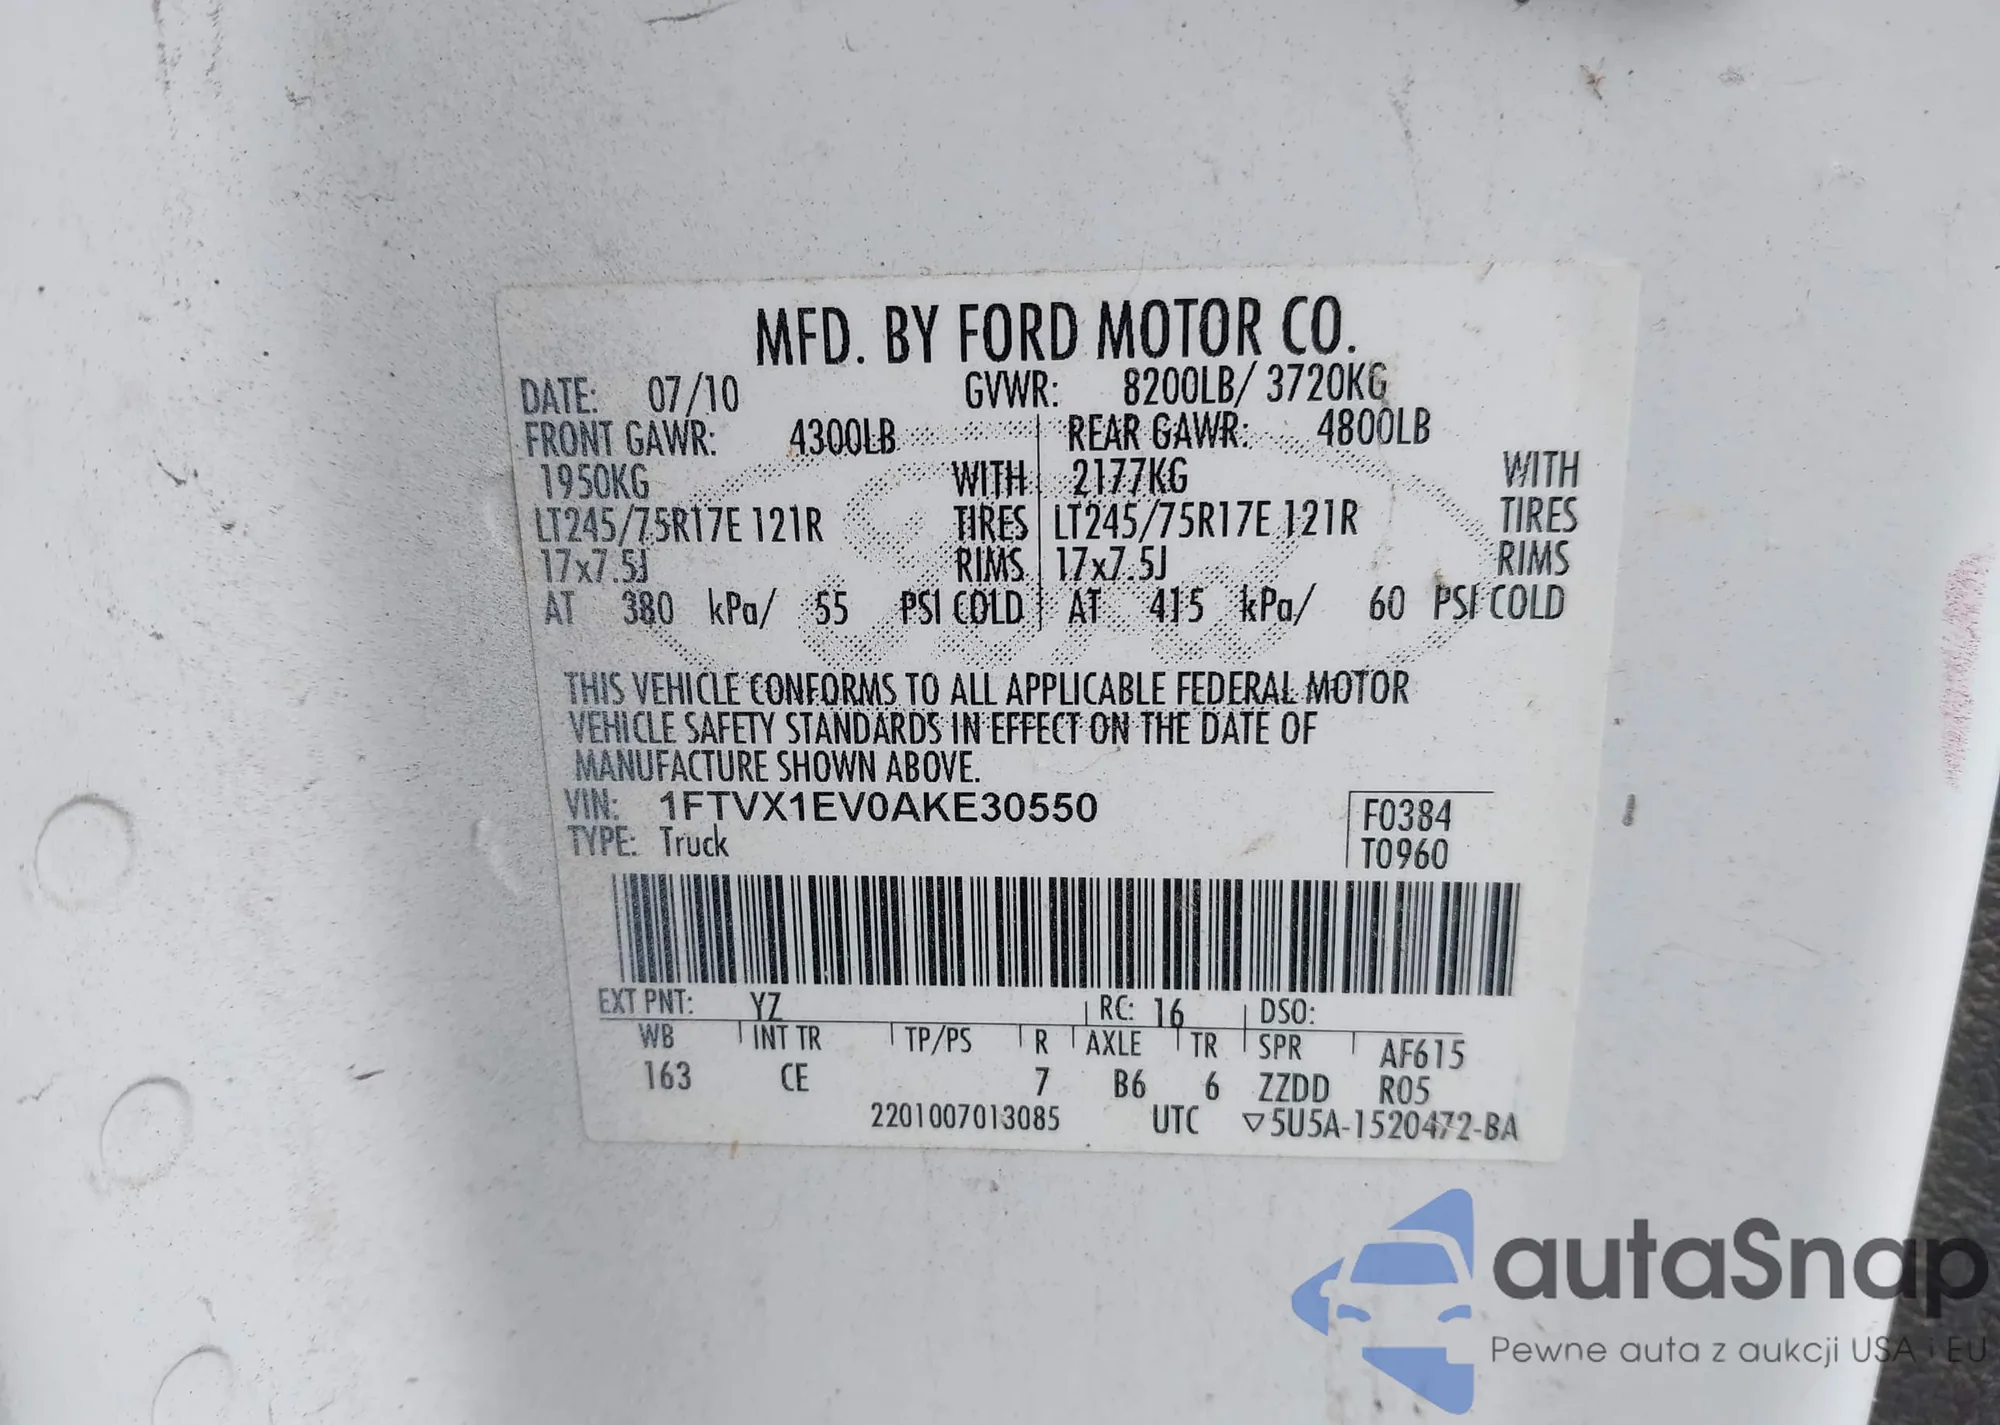 MFD. BY FORD MOTOR CO.
DATE: 07/10 GVWR: 8200LB/ 3720KG
FRONT GAWR: 4300LB REAR GAWR: 4800LB
1950KG WITH 2177KG WITH
LT245/75R17E 121R TIRES LT245/75R17E 121R TIRES
17x7.5J RIMS 17x7.5J RIMS
AT 380 kPa/ 55 PSI COLD AT 415 kPa/ 60 PSI COLD
THIS VEHICLE CONFORMS TO ALL APPLICABLE FEDERAL MOTOR
VEHICLE SAFETY STANDARDS IN EFFECT ON THE DATE OF
MANUFACTURE SHOWN ABOVE.
VIN: 1FTVX1EV0AKE30550 F0384
TYPE: Truck T0960
EXT PNT: YZ RC: 16 DSO:
WB INT TR TP/PS R AXLE TR SPR AF615
163 CE 7 B6 6 ZZDD R05
2201007013085 UTC ▽5U5A-1520472-BA
autaSnap
Pewne auta z aukcji USA i EU